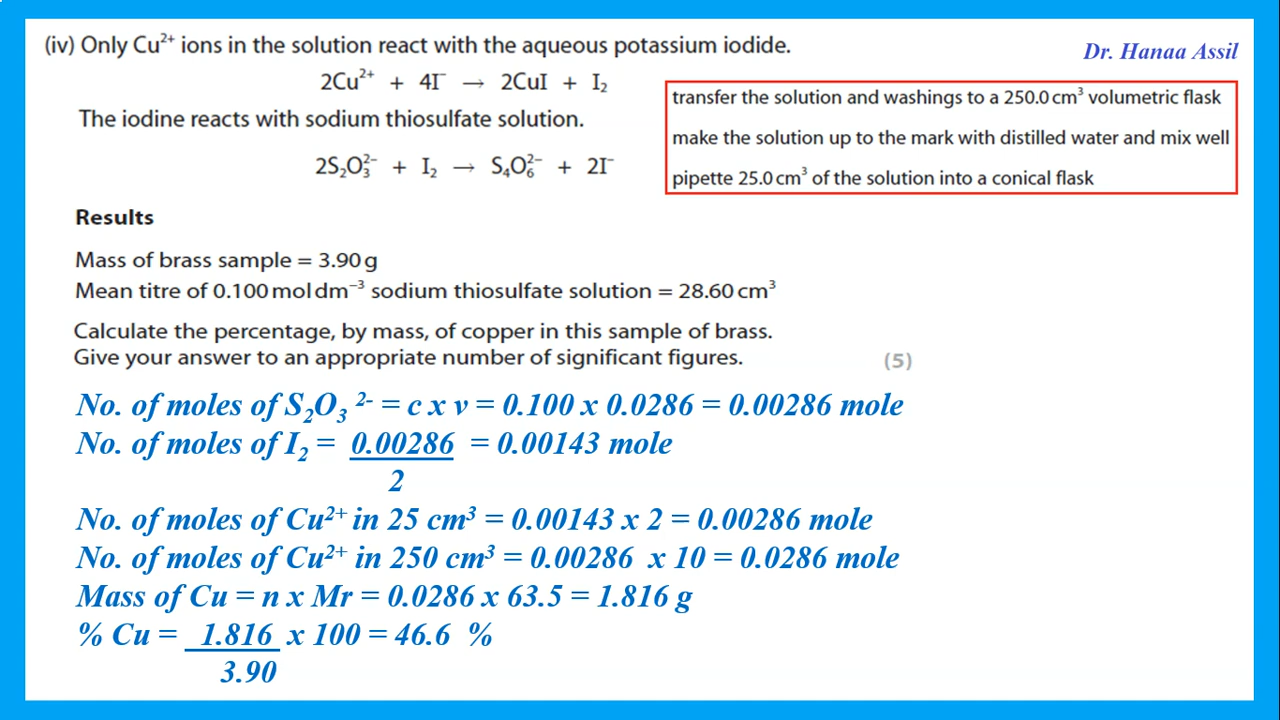 (iv) Only Cu²⁺ ions in the solution react with the aqueous potassium iodide.
Dr. Hanaa Assil
2Cu²⁺ + 4I⁻ → 2CuI + I₂
The iodine reacts with sodium thiosulfate solution.
2S₂O₃²⁻ + I₂ → S₄O₆²⁻ + 2I⁻
transfer the solution and washings to a 250.0 cm³ volumetric flask
make the solution up to the mark with distilled water and mix well
pipette 25.0 cm³ of the solution into a conical flask
Results
Mass of brass sample = 3.90 g
Mean titre of 0.100 mol dm⁻³ sodium thiosulfate solution = 28.60 cm³
Calculate the percentage, by mass, of copper in this sample of brass.
Give your answer to an appropriate number of significant figures. (5)
No. of moles of S₂O₃ ²⁻ = c x v = 0.100 x 0.0286 = 0.00286 mole
No. of moles of I₂ = 0.00286 = 0.00143 mole
2
No. of moles of Cu²⁺ in 25 cm³ = 0.00143 x 2 = 0.00286 mole
No. of moles of Cu²⁺ in 250 cm³ = 0.00286 x 10 = 0.0286 mole
Mass of Cu = n x Mr = 0.0286 x 63.5 = 1.816 g
% Cu = 1.816 x 100 = 46.6 %
3.90